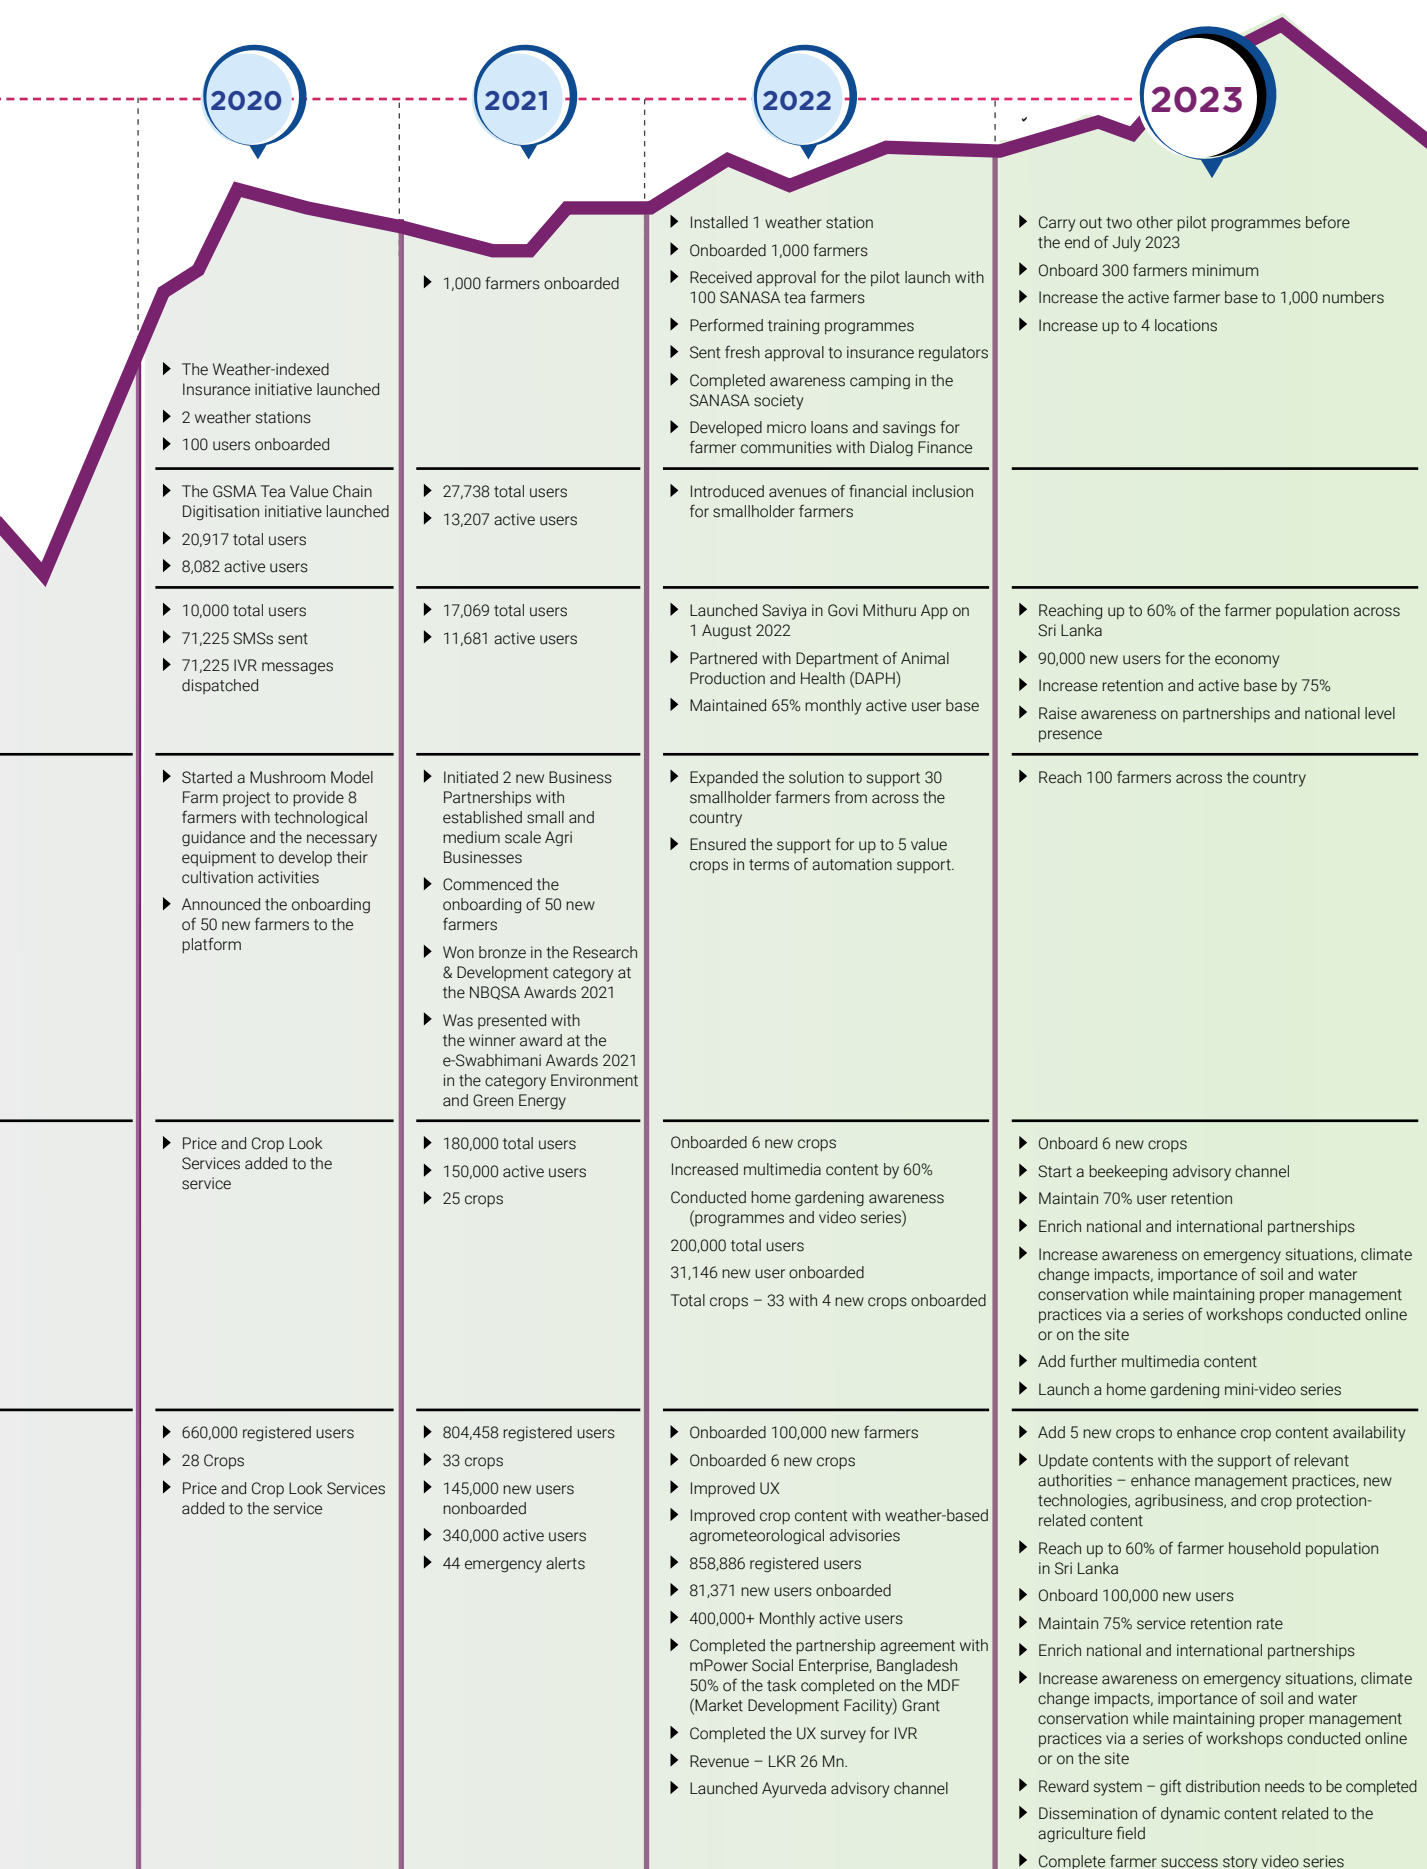 2020
2021
2022
2023
The Weather-indexed
Insurance initiative launched
2 weather stations
100 users onboarded
1,000 farmers onboarded
Installed 1 weather station
Onboarded 1,000 farmers
Received approval for the pilot launch with
100 SANASA tea farmers
Performed training programmes
Sent fresh approval to insurance regulators
Completed awareness camping in the
SANASA society
Developed micro loans and savings for
farmer communities with Dialog Finance
Carry out two other pilot programmes before
the end of July 2023
Onboard 300 farmers minimum
Increase the active farmer base to 1,000 numbers
Increase up to 4 locations
The GSMA Tea Value Chain
Digitisation initiative launched
20,917 total users
8,082 active users
27,738 total users
13,207 active users
Introduced avenues of financial inclusion
for smallholder farmers
10,000 total users
71,225 SMSs sent
71,225 IVR messages
dispatched
17,069 total users
11,681 active users
Launched Saviya in Govi Mithuru App on
1 August 2022
Partnered with Department of Animal
Production and Health (DAPH)
Maintained 65% monthly active user base
Reaching up to 60% of the farmer population across
Sri Lanka
90,000 new users for the economy
Increase retention and active base by 75%
Raise awareness on partnerships and national level
presence
Started a Mushroom Model
Farm project to provide 8
farmers with technological
guidance and the necessary
equipment to develop their
cultivation activities
Announced the onboarding
of 50 new farmers to the
platform
Initiated 2 new Business
Partnerships with
established small and
medium scale Agri
Businesses
Commenced the
onboarding of 50 new
farmers
Won bronze in the Research
& Development category at
the NBQSA Awards 2021
Was presented with
the winner award at the
e-Swabhimani Awards 2021
in the category Environment
and Green Energy
Expanded the solution to support 30
smallholder farmers from across the
country
Ensured the support for up to 5 value
crops in terms of automation support.
Reach 100 farmers across the country
Price and Crop Look
Services added to the
service
180,000 total users
150,000 active users
25 crops
Onboarded 6 new crops
Increased multimedia content by 60%
Conducted home gardening awareness
(programmes and video series)
200,000 total users
31,146 new user onboarded
Total crops – 33 with 4 new crops onboarded
Onboard 6 new crops
Start a beekeeping advisory channel
Maintain 70% user retention
Enrich national and international partnerships
Increase awareness on emergency situations, climate
change impacts, importance of soil and water
conservation while maintaining proper management
practices via a series of workshops conducted online
or on the site
Add further multimedia content
Launch a home gardening mini-video series
660,000 registered users
28 Crops
Price and Crop Look Services
added to the service
804,458 registered users
33 crops
145,000 new users
nonboarded
340,000 active users
44 emergency alerts
Onboarded 100,000 new farmers
Onboarded 6 new crops
Improved UX
Improved crop content with weather-based
agrometeorological advisories
858,886 registered users
81,371 new users onboarded
400,000+ Monthly active users
Completed the partnership agreement with
mPower Social Enterprise, Bangladesh
50% of the task completed on the MDF
(Market Development Facility) Grant
Completed the UX survey for IVR
Revenue – LKR 26 Mn.
Launched Ayurveda advisory channel
Add 5 new crops to enhance crop content availability
Update contents with the support of relevant
authorities – enhance management practices, new
technologies, agribusiness, and crop protection-
related content
Reach up to 60% of farmer household population
in Sri Lanka
Onboard 100,000 new users
Maintain 75% service retention rate
Enrich national and international partnerships
Increase awareness on emergency situations, climate
change impacts, importance of soil and water
conservation while maintaining proper management
practices via a series of workshops conducted online
or on the site
Reward system – gift distribution needs to be completed
Dissemination of dynamic content related to the
agriculture field
Complete farmer success story video series